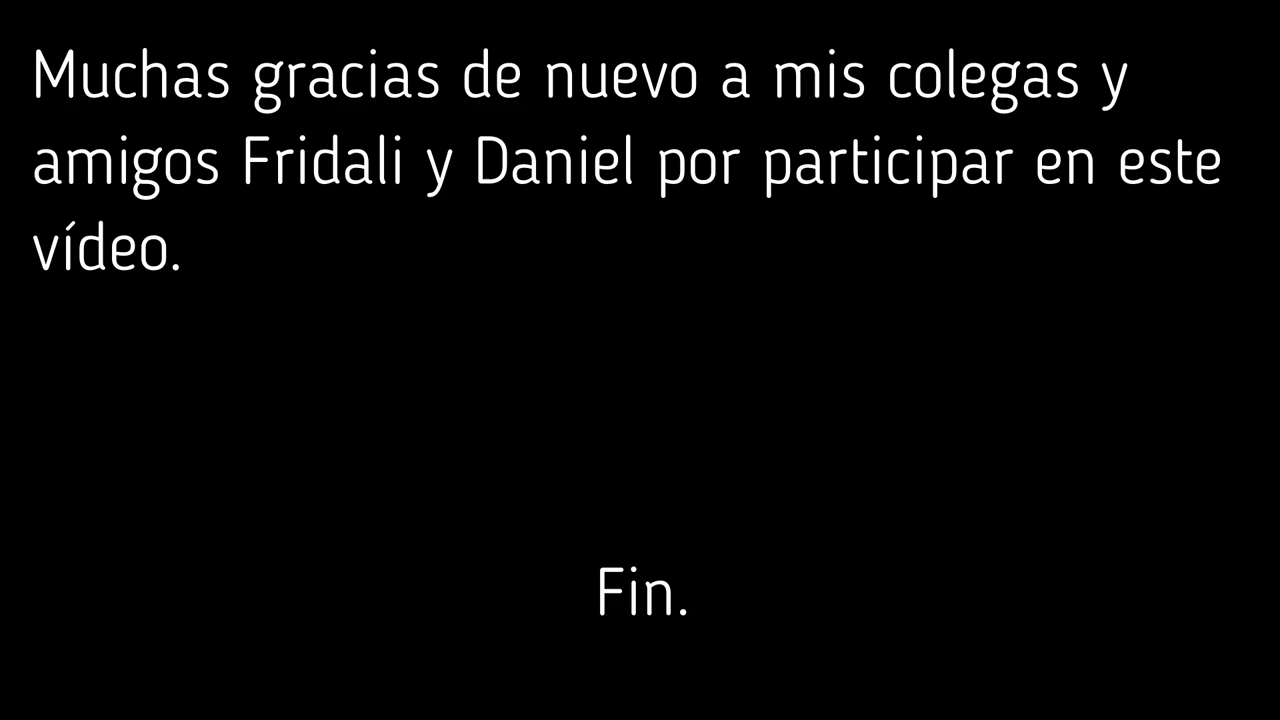 Muchas gracias de nuevo a mis colegas y
amigos Fridali y Daniel por participar en este
vídeo.
Fin.